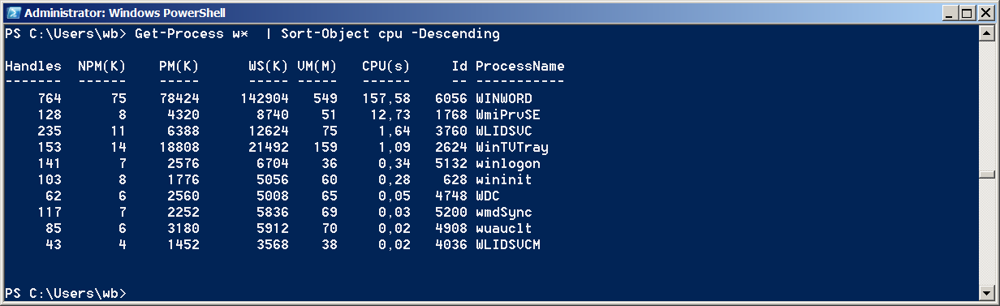 Administrator: Windows PowerShell
PS C:\Users\wb> Get-Process w*  | Sort-Object cpu -Descending
Handles  NPM(K)    PM(K)      WS(K) VM(M)   CPU(s)     Id ProcessName
-------  ------    -----      ----- -----   ------     -- -----------
    764      75    78424     142904   549   157,58   6056 WINWORD
    128       8     4320       8740    51    12,73   1768 WmiPrvSE
    235      11     6388      12624    75     1,64   3760 WLIDSVC
    153      14    18808      21492   159     1,09   2624 WinTVTray
    141       7     2576       6704    36     0,34   5132 winlogon
    103       8     1776       5056    60     0,28    628 wininit
     62       6     2560       5008    65     0,05   4748 WDC
    117       7     2252       5836    69     0,03   5200 wmdSync
     85       6     3180       5912    70     0,02   4908 wuauclt
     43       4     1452       3568    38     0,02   4036 WLIDSVCM
PS C:\Users\wb>